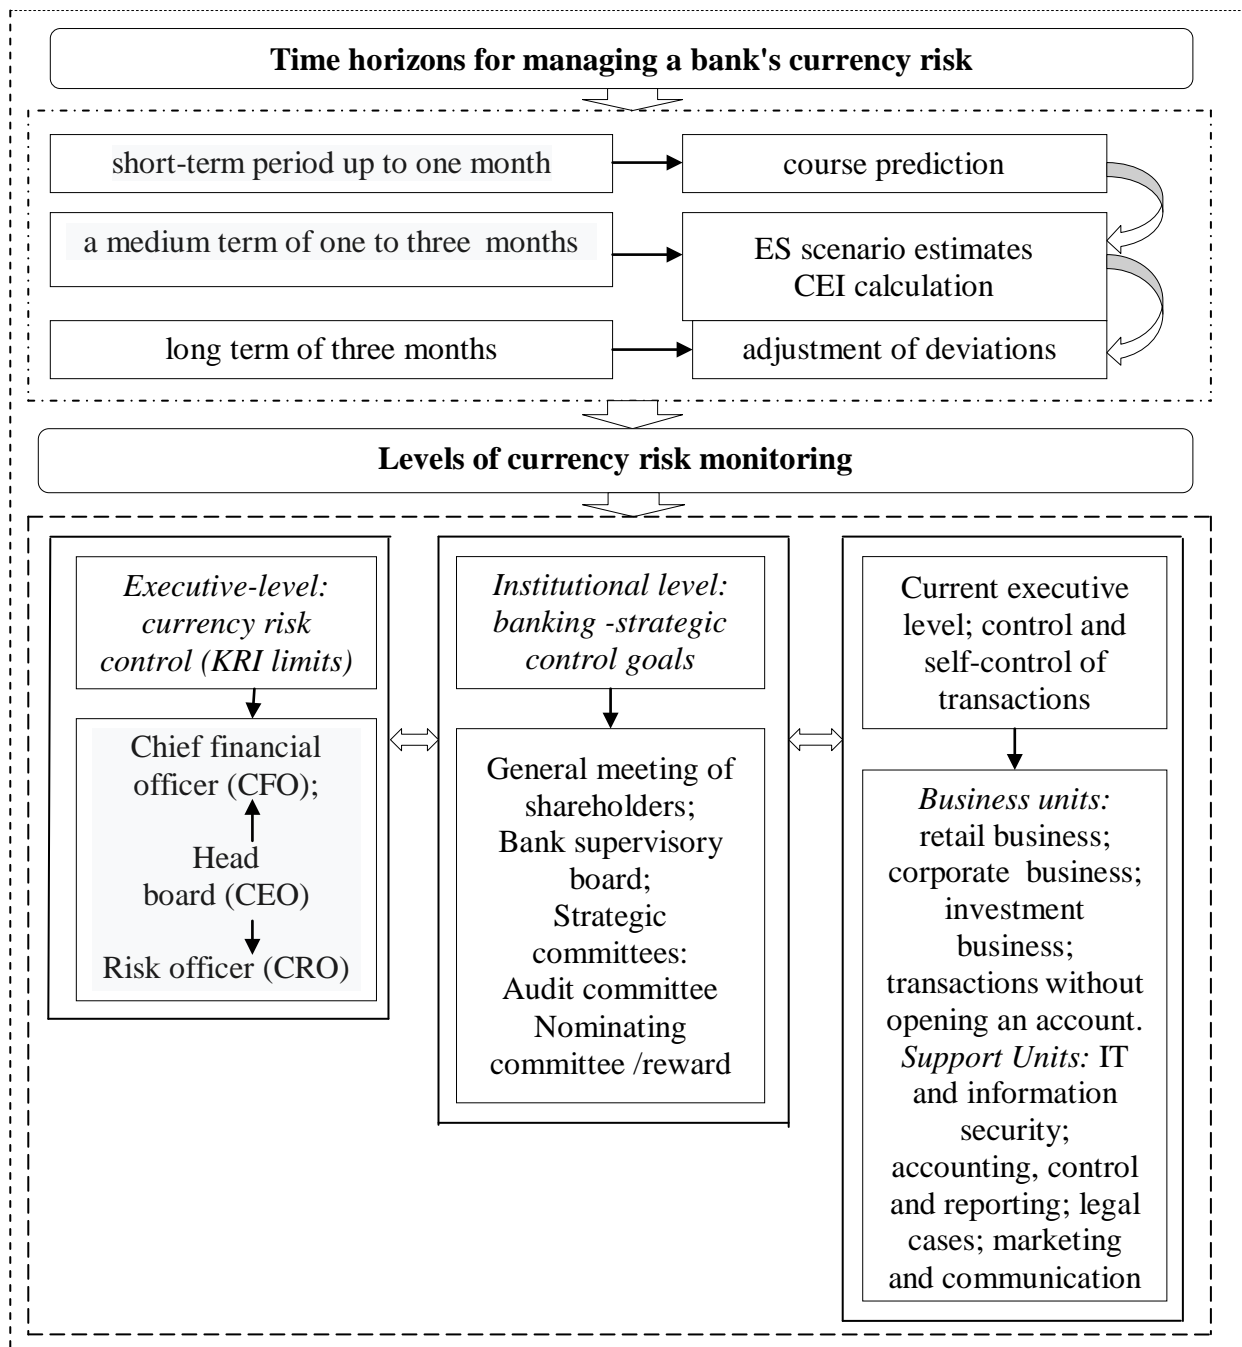 Time horizons for managing a bank's currency risk
short-term period up to one month
course prediction
a medium term of one to three months
ES scenario estimates
CEI calculation
long term of three months
adjustment of deviations
Levels of currency risk monitoring
Executive-level:
currency risk
control (KRI limits)
Chief financial
officer (CFO);
Head
board (CEO)
Risk officer (CRO)
Institutional level:
banking -strategic
control goals
General meeting of
shareholders;
Bank supervisory
board;
Strategic
committees:
Audit committee
Nominating
committee /reward
Current executive
level; control and
self-control of
transactions
Business units:
retail business;
corporate business;
investment
business;
transactions without
opening an account.
Support Units: IT
and information
security;
accounting, control
and reporting; legal
cases; marketing
and communication